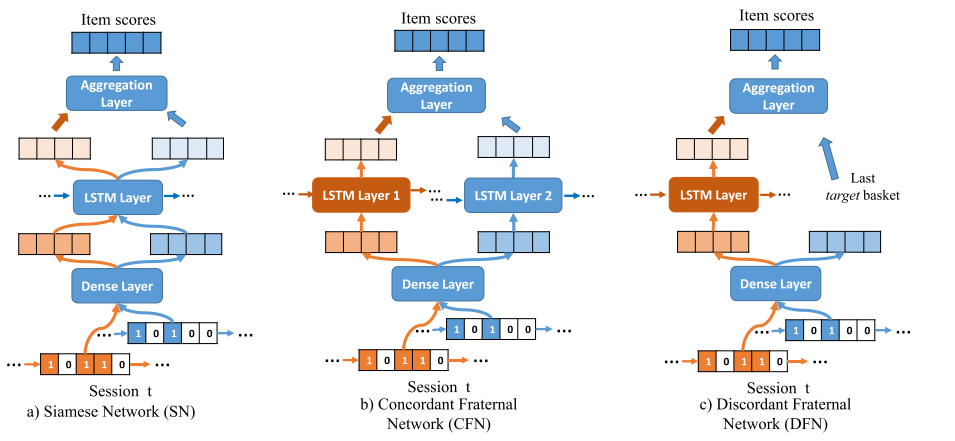 Item scores
Aggregation
Layer
... LSTM Layer ...
Dense Layer
... 1 0 1 0 0 ...
... 1 0 1 1 0 ...
Session t
a) Siamese Network (SN)
Item scores
Aggregation
Layer
... LSTM Layer 1 ... ... LSTM Layer 2 ...
Dense Layer
... 1 0 1 0 0 ...
... 1 0 1 1 0 ...
Session t
b) Concordant Fraternal
Network (CFN)
Item scores
Aggregation
Layer
... LSTM Layer ...
Last
target basket
Dense Layer
... 1 0 1 0 0 ...
... 1 0 1 1 0 ...
Session t
c) Discordant Fraternal
Network (DFN)